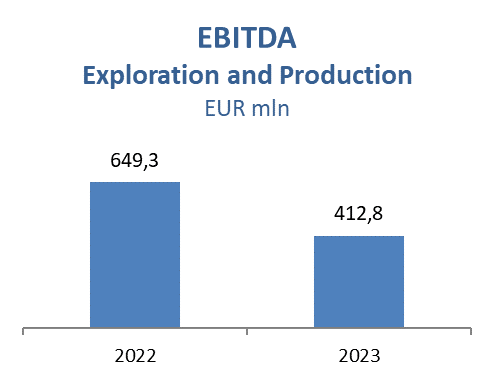 EBITDA
Exploration and Production
EUR mln
649,3
412,8
2022
2023